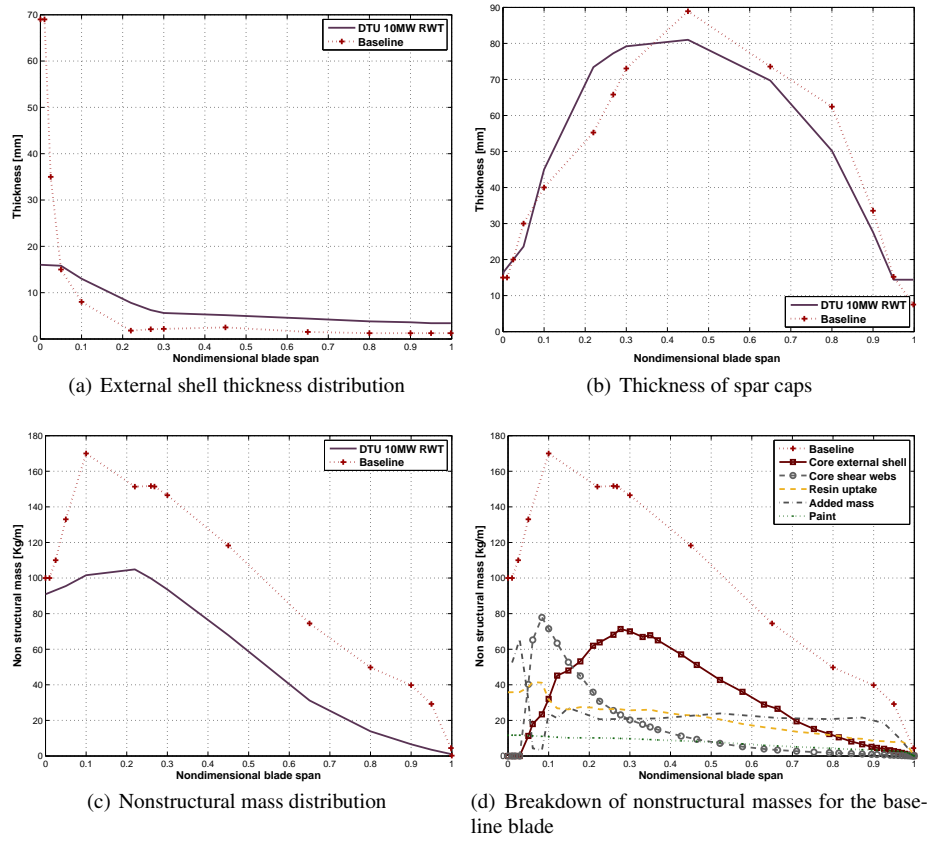 70
60
50
40
30
20
10
0
Thickness [mm]
DTU 10MW RWT
Baseline
0 0.1 0.2 0.3 0.4 0.5 0.6 0.7 0.8 0.9 1
Nondimensional blade span
(a) External shell thickness distribution
90
80
70
60
50
40
30
20
10
0
Thickness [mm]
DTU 10MW RWT
Baseline
0 0.1 0.2 0.3 0.4 0.5 0.6 0.7 0.8 0.9 1
Nondimensional blade span
(b) Thickness of spar caps
180
160
140
120
100
80
60
40
20
0
Non structural mass [Kg/m]
DTU 10MW RWT
Baseline
0 0.1 0.2 0.3 0.4 0.5 0.6 0.7 0.8 0.9 1
Nondimensional blade span
(c) Nonstructural mass distribution
180
160
140
120
100
80
60
40
20
0
Non structural mass [kg/m]
Baseline
Core external shell
Core shear webs
Resin uptake
Added mass
Paint
0 0.1 0.2 0.3 0.4 0.5 0.6 0.7 0.8 0.9 1
Nondimensional blade span
(d) Breakdown of nonstructural masses for the base-
line blade